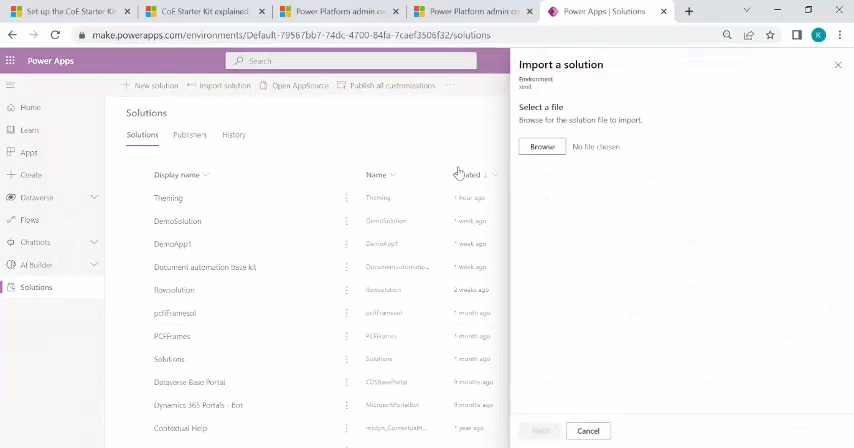 Set up the CoE Starter Kit
CoE Starter Kit explained
Power Platform admin ce
Power Platform admin ce
Power Apps | Solutions
make.powerapps.com/environments/Default-79567bb7-74dc-4700-84fa-7caef3506f32/solutions
K
Power Apps
Search
Import a solution
Environment
xinit
New solution
Import solution
Open AppSource
Publish all customizations
Select a file
Browse for the solution file to import.
Browse
No file chosen
Home
Learn
Apps
Create
Dataverse
Flows
Chatbots
AI Builder
Solutions
Solutions
Solutions Publishers History
Display name Name
Theming Theming 1 hour ago
DemoSolution DemoSolution 1 week ago
DemoApp1 DemoApp1 1 week ago
Document automation base kit Documentautomatio... 1 week ago
flowsolution flowsolution 2 weeks ago
pcfiFramesol pcfiFramesol 1 month ago
PCFFrames PCFFrames 1 month ago
Solutions Solutions 1 month ago
Dataverse Base Portal CDSBasePortal 9 months ago
Dynamics 365 Portals - Bot MicrosoftPortalBot 9 months ago
Contextual Help msdyn_ContextualH... 1 year ago
Next
Cancel